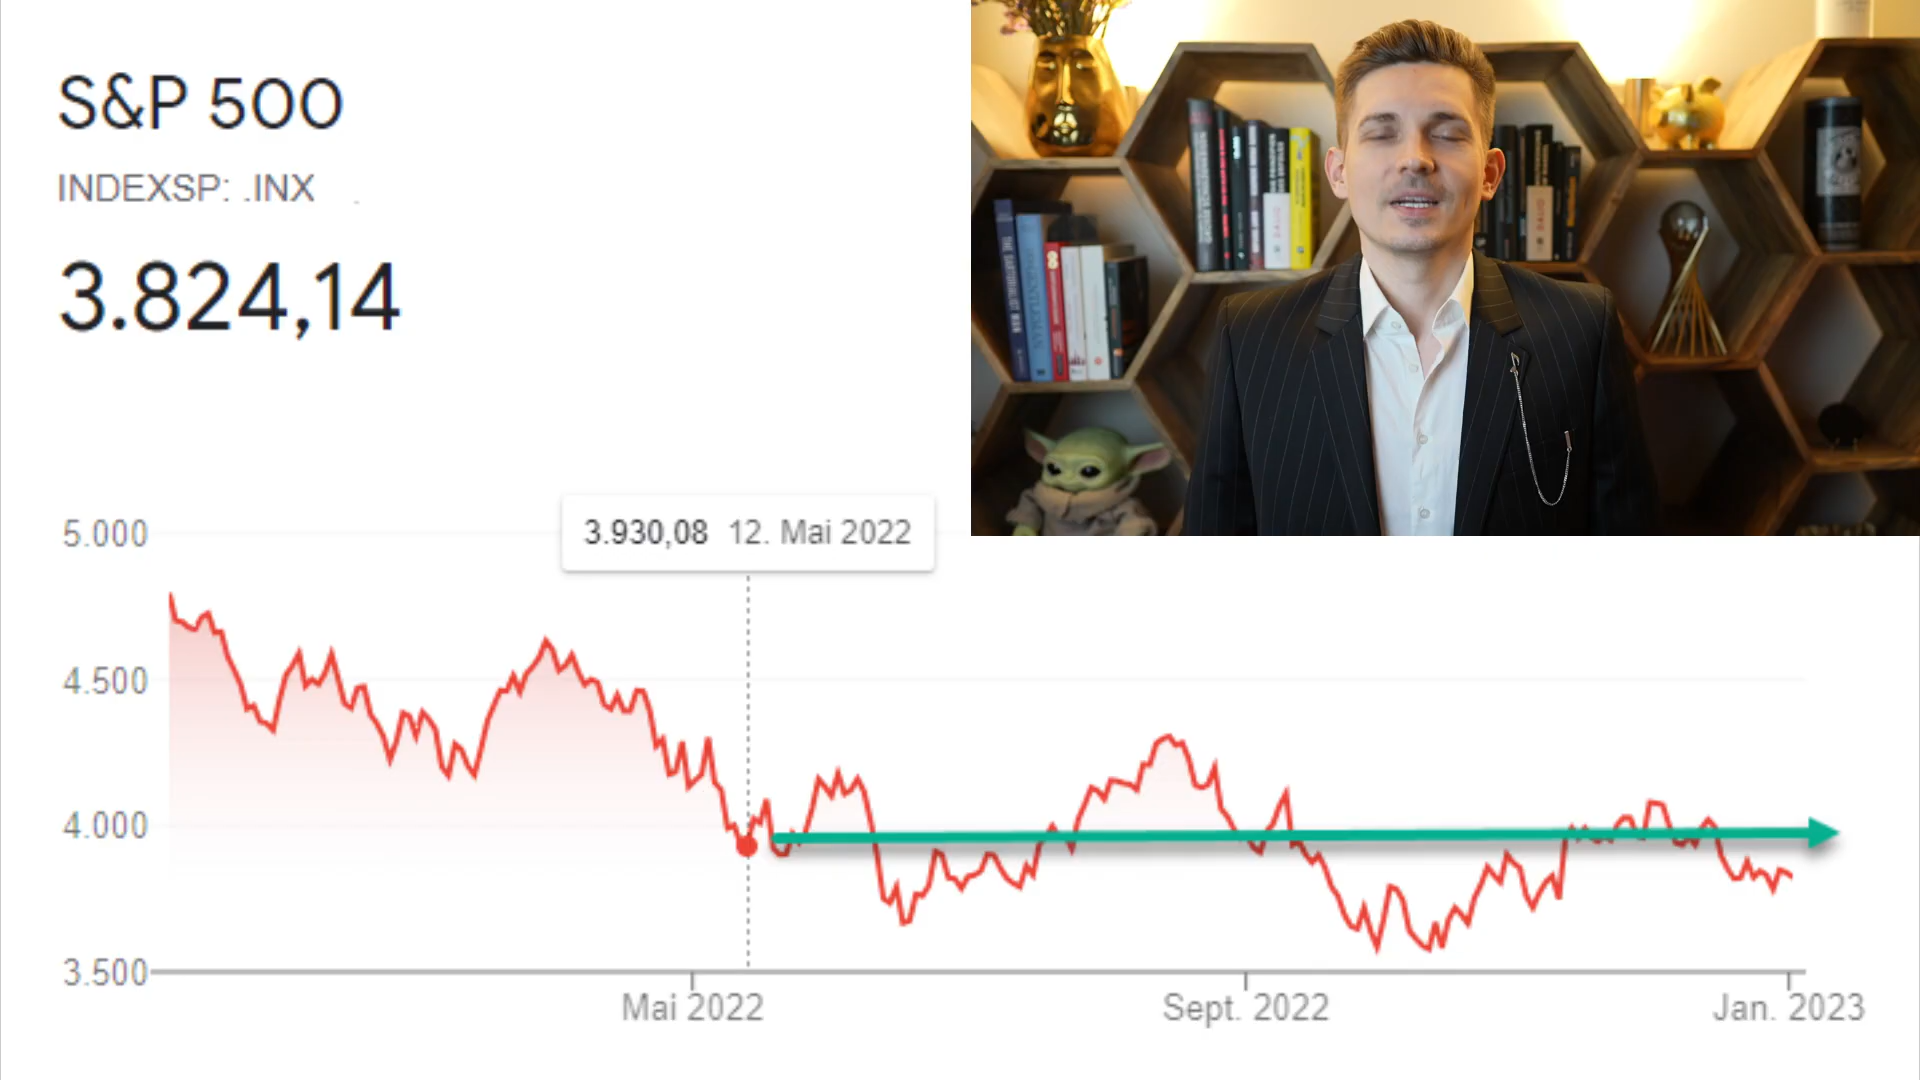 S&P 500
INDEXSP: .INX
3.824,14
3.930,08 12. Mai 2022
5.000
4.500
4.000
3.500
Mai 2022
Sept. 2022
Jan. 2023